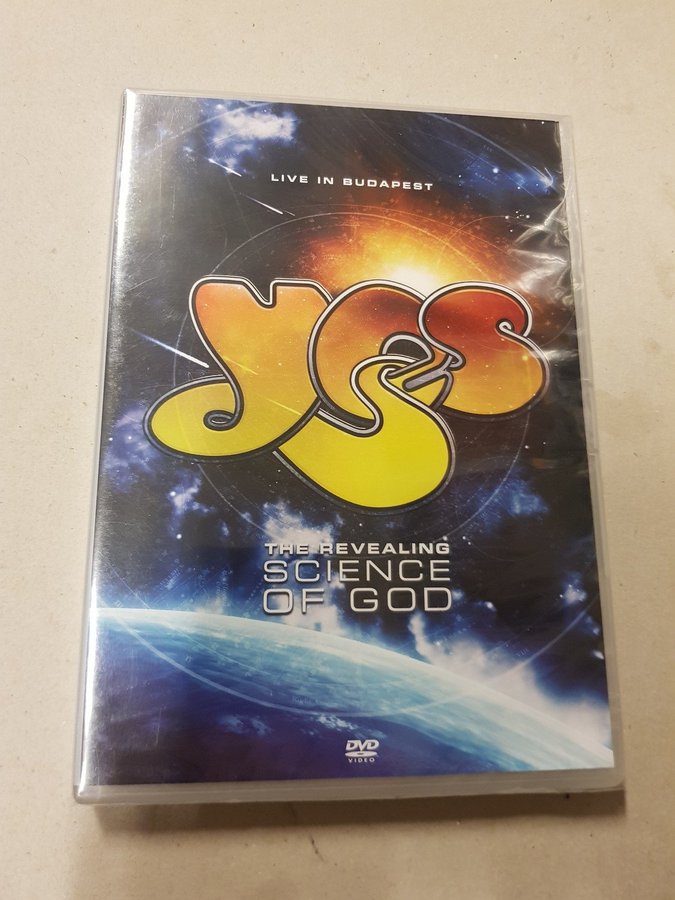 LIVE IN BUDAPEST
YES
THE REVEALING
SCIENCE
OF GOD
DVD
VIDEO